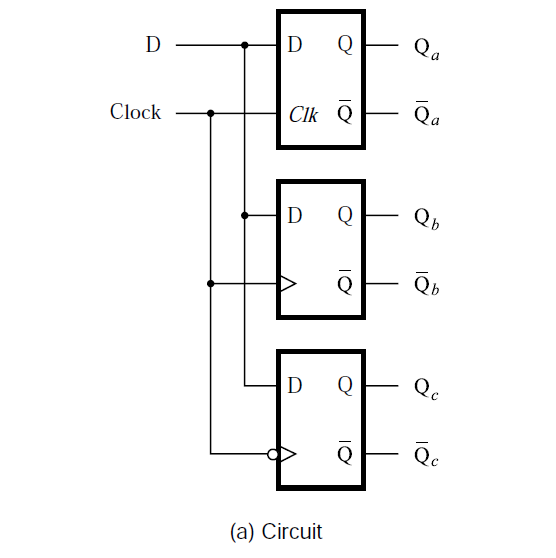 D D Q Qa
Clock Clk Q̅ Q̅a
D Q Qb
Q̅ Q̅b
D Q Qc
Q̅ Q̅c
(a) Circuit